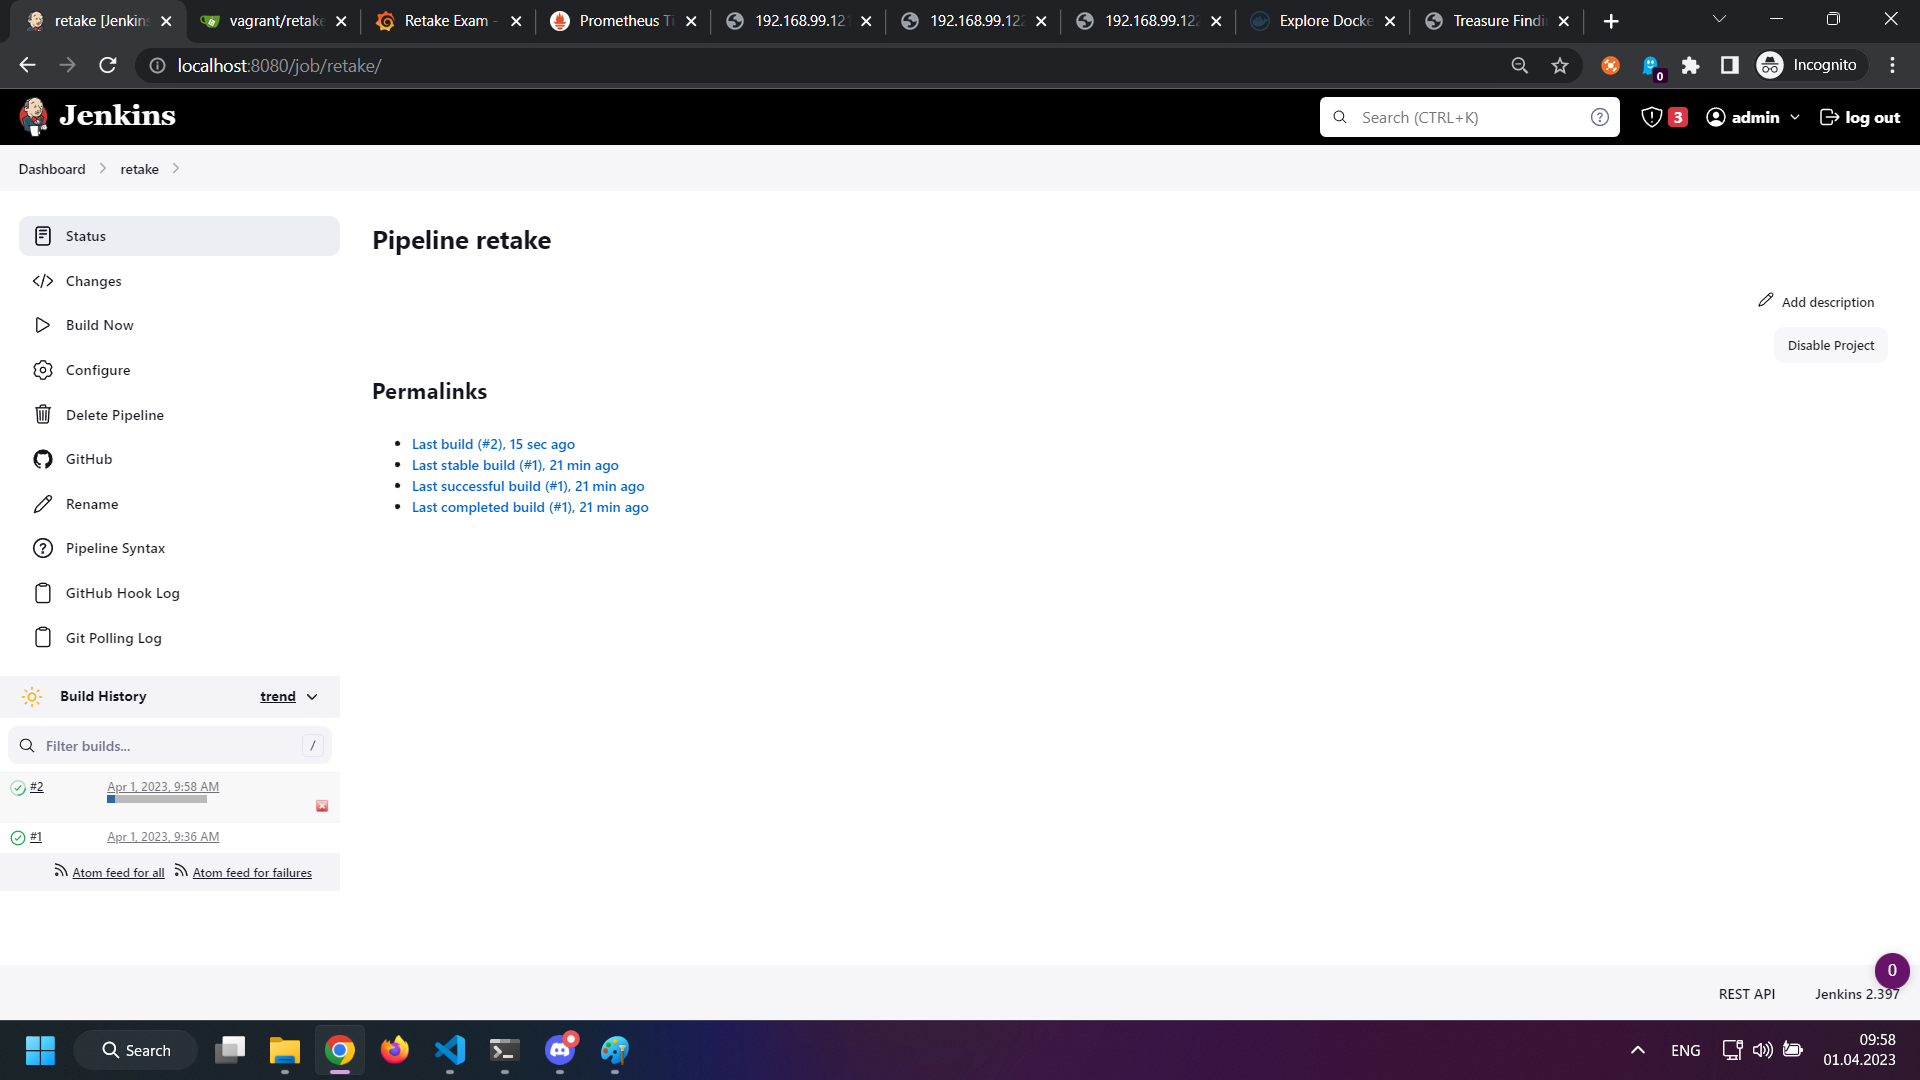 retake [Jenkins
vagrant/retake
Retake Exam -
Prometheus Ti
192.168.99.121
192.168.99.122
192.168.99.122
Explore Docke
Treasure Findi
localhost:8080/job/retake/
0
Incognito
Jenkins
Search (CTRL+K)
?
3
admin
log out
Dashboard
retake
Status
Changes
Build Now
Configure
Delete Pipeline
GitHub
Rename
Pipeline Syntax
GitHub Hook Log
Git Polling Log
Pipeline retake
Add description
Disable Project
Permalinks
Last build (#2), 15 sec ago
Last stable build (#1), 21 min ago
Last successful build (#1), 21 min ago
Last completed build (#1), 21 min ago
Build History
trend
Filter builds...
/
#2
Apr 1, 2023, 9:58 AM
#1
Apr 1, 2023, 9:36 AM
Atom feed for all
Atom feed for failures
0
REST API
Jenkins 2.397
Search
ENG
09:58
01.04.2023